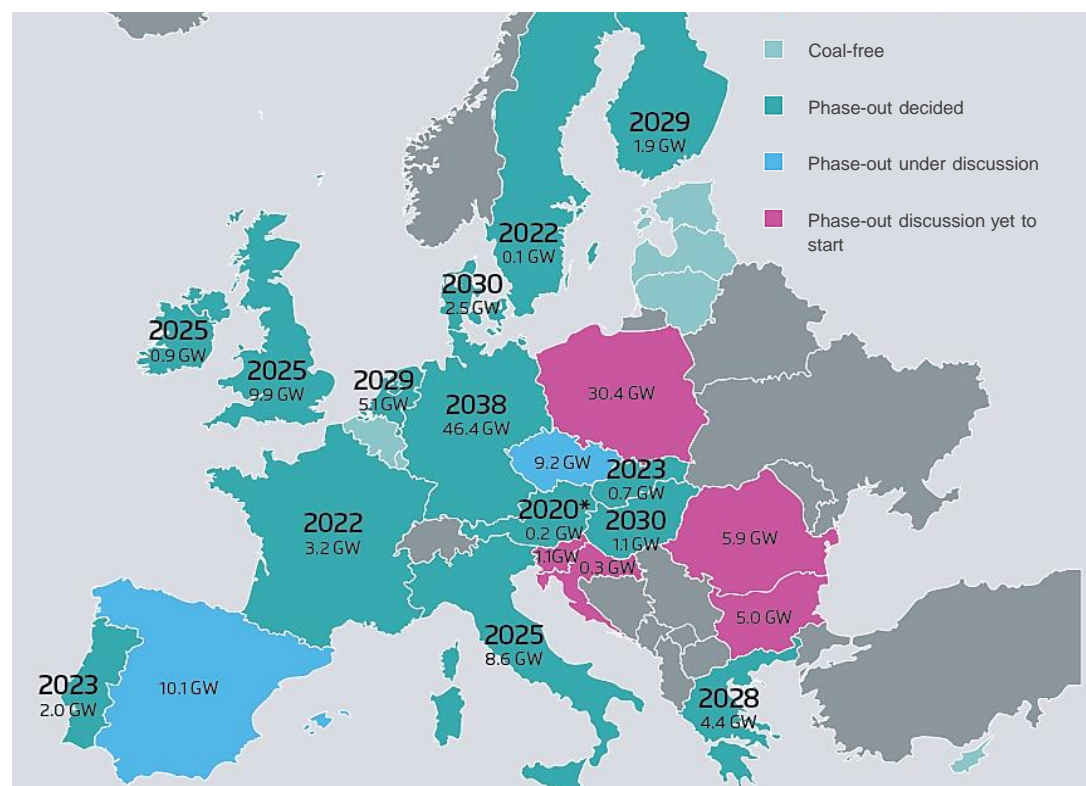 Coal-free
Phase-out decided
Phase-out under discussion
Phase-out discussion yet to
start
2029
1.9 GW
2022
0.1 GW
2030
2.5 GW
2025
0.9 GW
2025
9.9 GW
2029
5.1 GW
2038
46.4 GW
30.4 GW
9.2 GW
2023
0.7 GW
2020*
0.2 GW
2030
1.1 GW
2022
3.2 GW
1.1GW
0.3 GW
5.9 GW
5.0 GW
2025
8.6 GW
2023
2.0 GW
10.1 GW
2028
4.4 GW